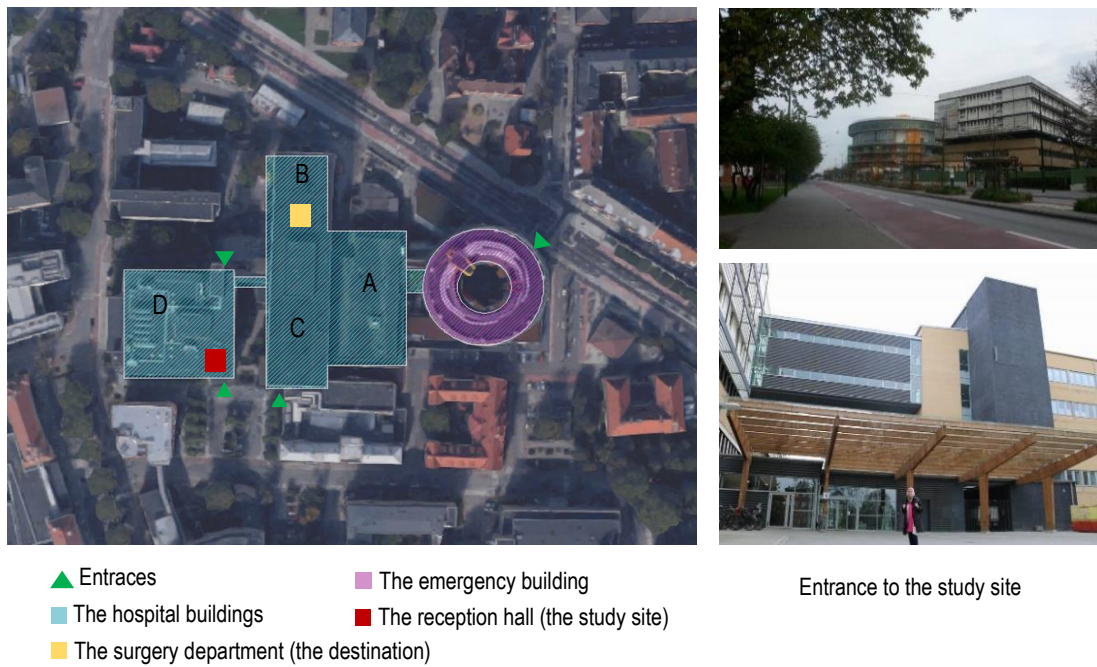 B
A
D
C
Entraces
The emergency building
The hospital buildings
The reception hall (the study site)
The surgery department (the destination)
Entrance to the study site